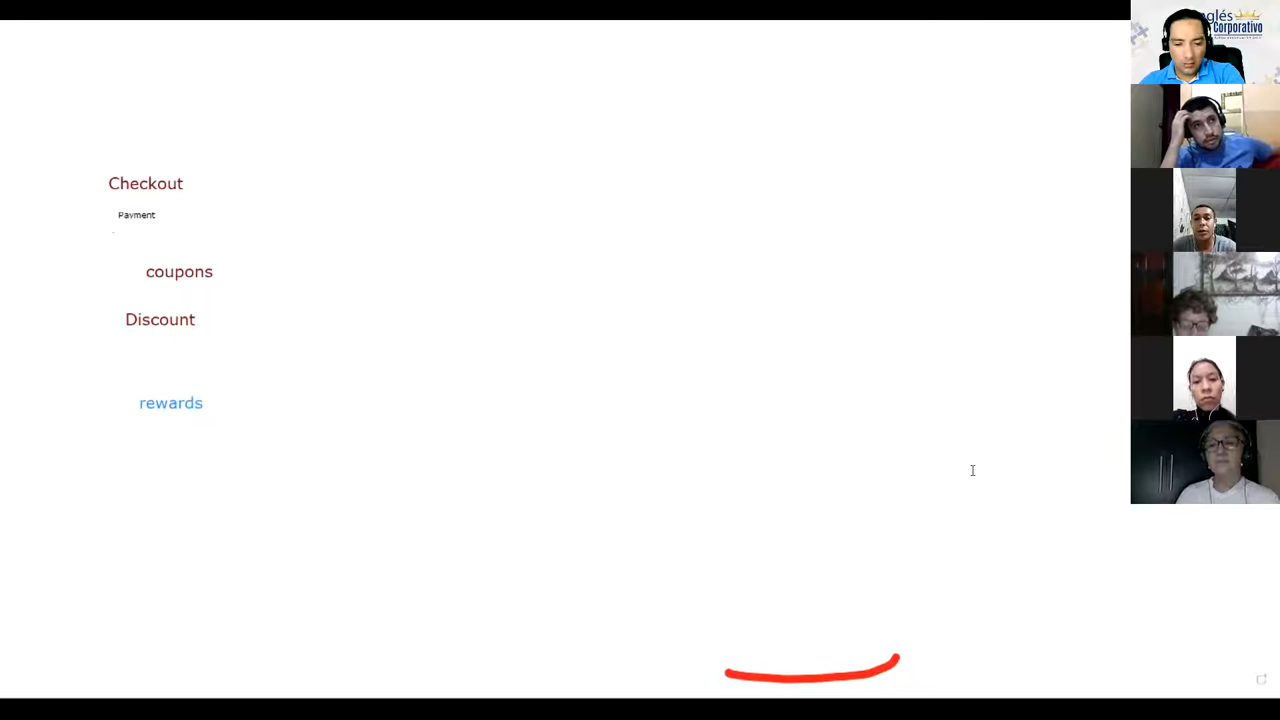 Inglés
Corporativo
Checkout
Payment
coupons
Discount
rewards